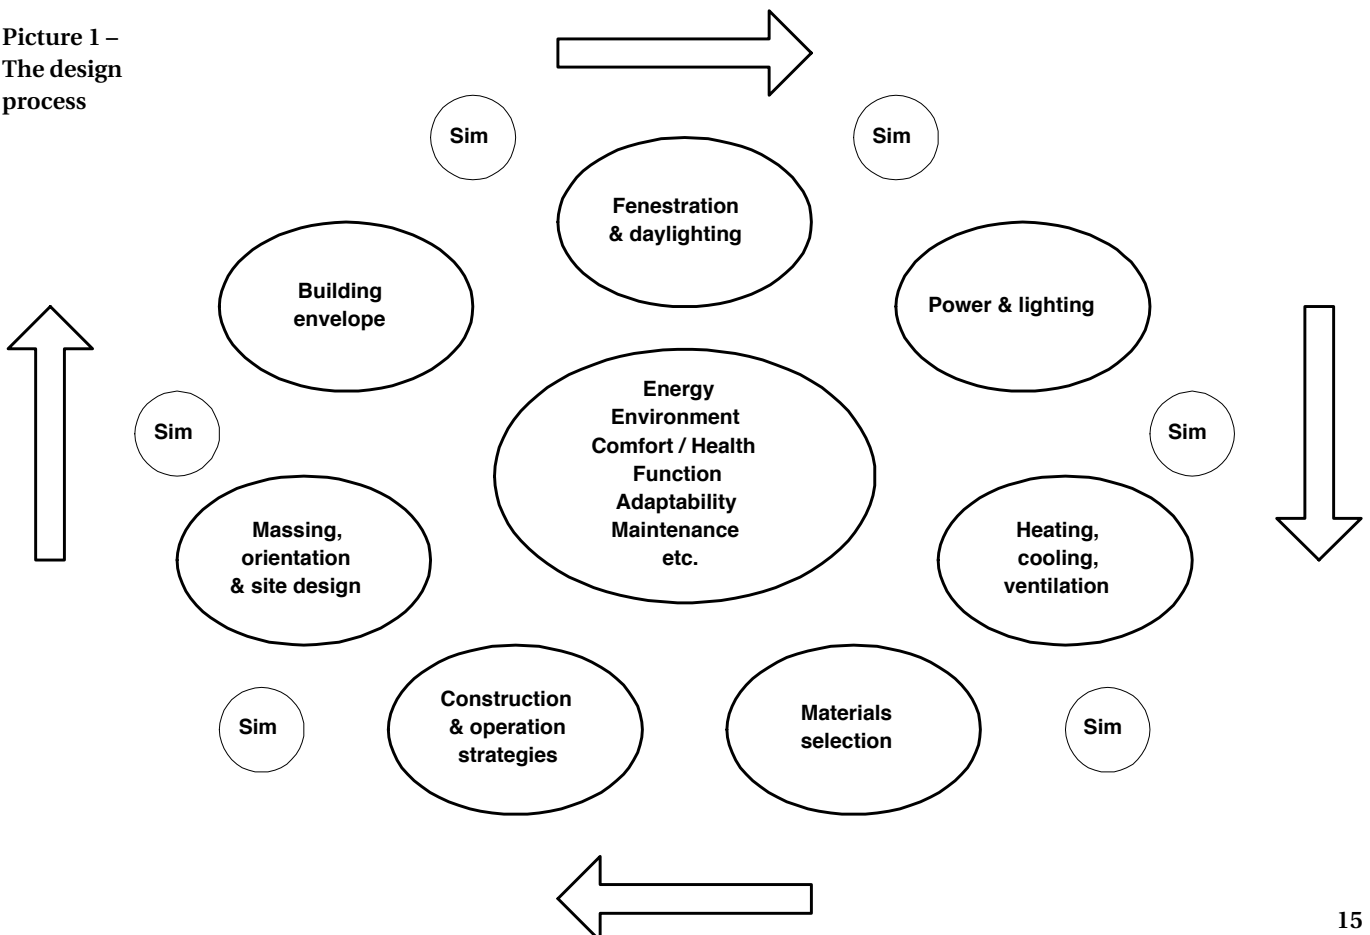 Picture 1 –
The design
process
Sim
Sim
Fenestration
& daylighting
Building
envelope
Power & lighting
Energy
Environment
Comfort / Health
Function
Adaptability
Maintenance
etc.
Sim
Sim
Massing,
orientation
& site design
Heating,
cooling,
ventilation
Construction
& operation
strategies
Materials
selection
Sim
Sim
15